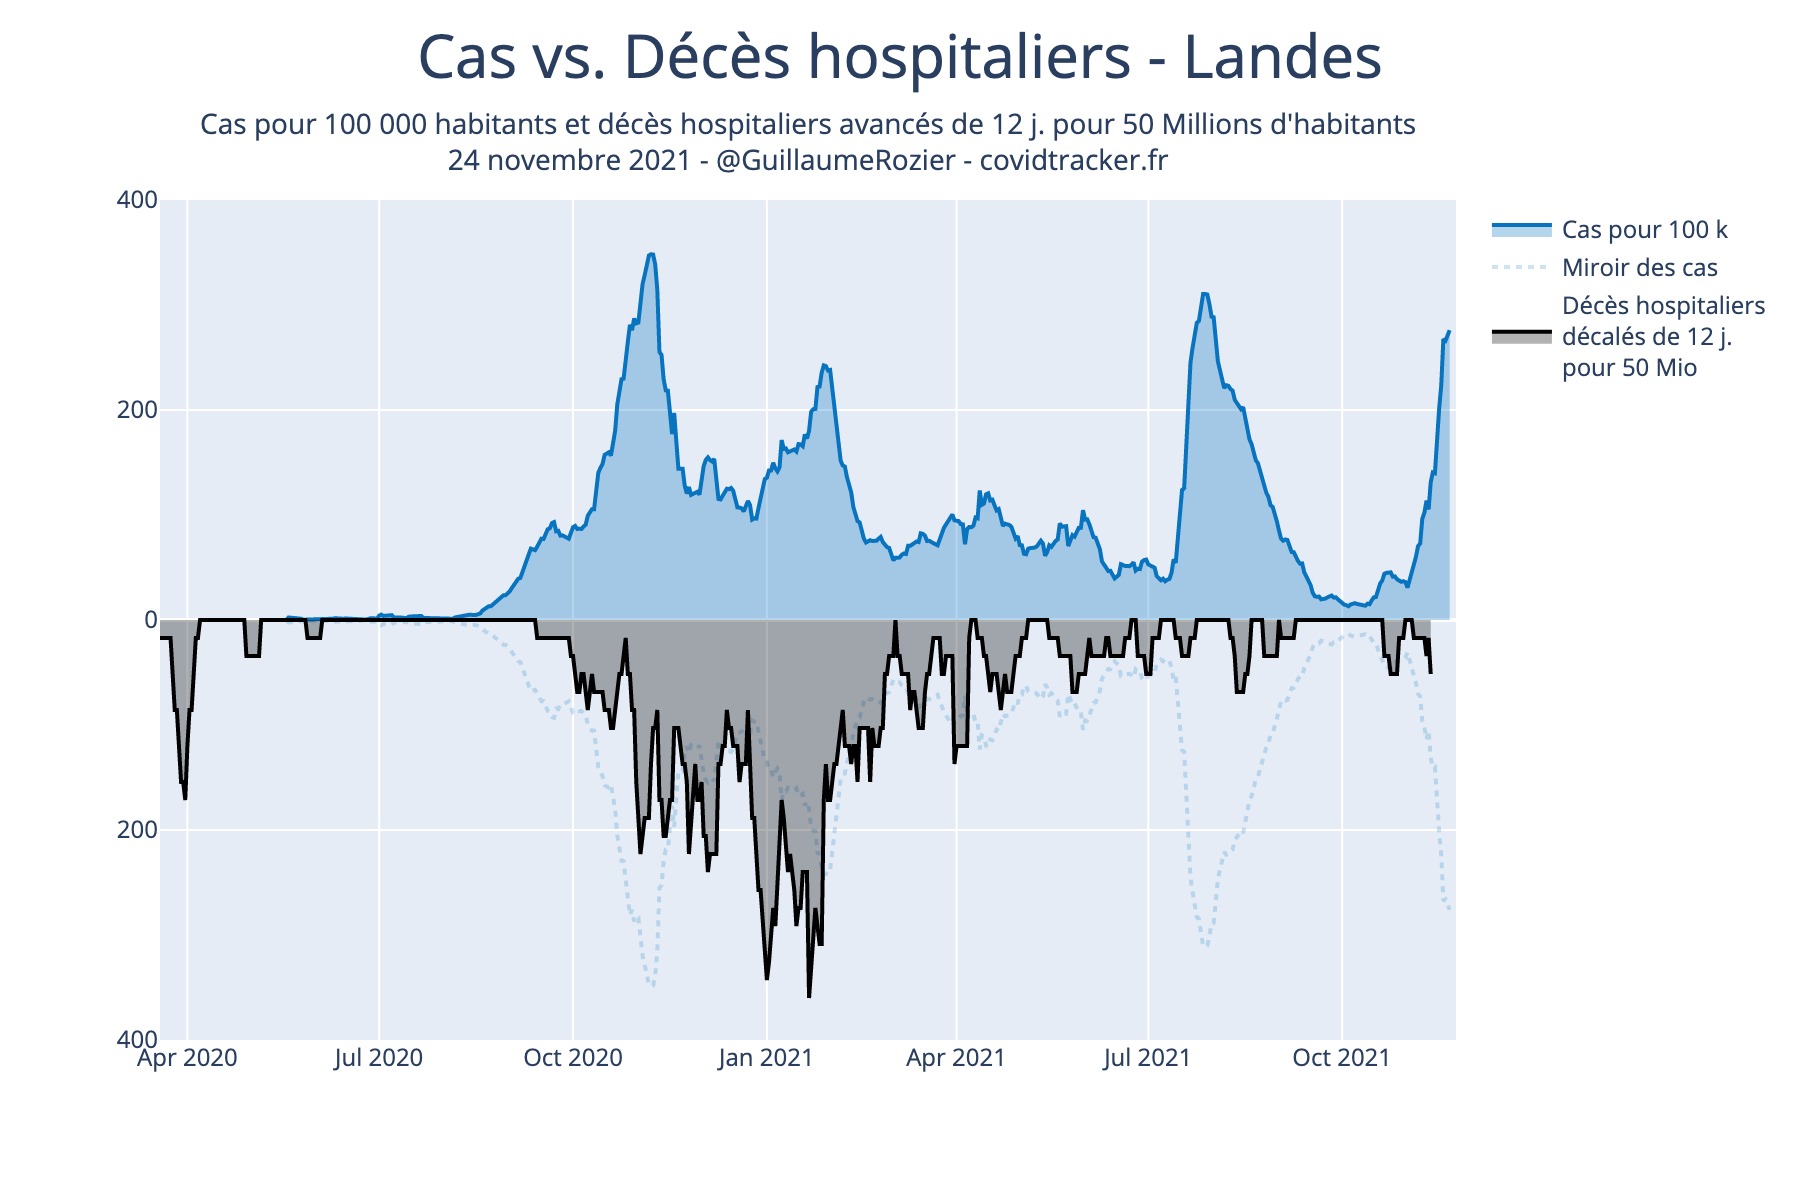 Cas vs. Décès hospitaliers - Landes
Cas pour 100 000 habitants et décès hospitaliers avancés de 12 j. pour 50 Millions d'habitants
24 novembre 2021 - @GuillaumeRozier - covidtracker.fr
400
200
0
200
400
Apr 2020
Jul 2020
Oct 2020
Jan 2021
Apr 2021
Jul 2021
Oct 2021
Cas pour 100 k
Miroir des cas
Décès hospitaliers
décalés de 12 j.
pour 50 Mio